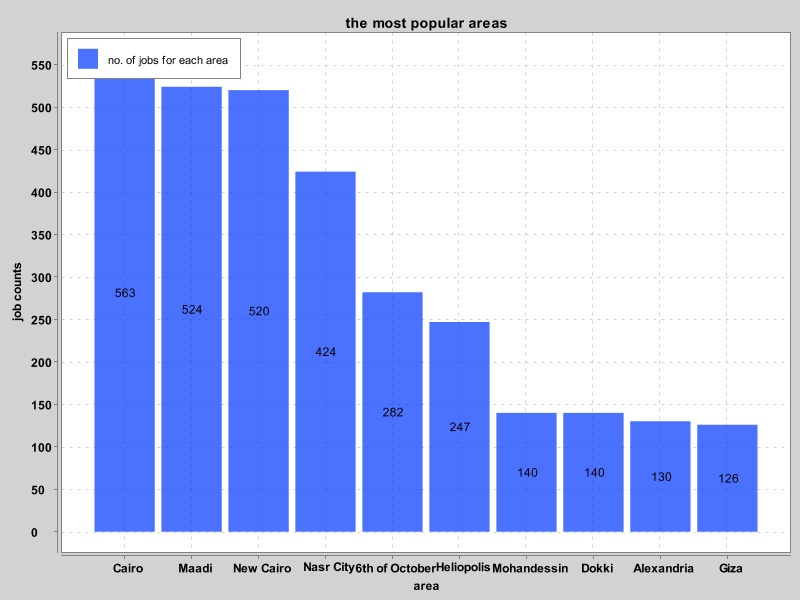 the most popular areas
no. of jobs for each area
550
500
450
400
350
300
250
200
150
100
50
0
job counts
563
524
520
424
282
247
140
140
130
126
Cairo
Maadi
New Cairo
Nasr City
6th of October
Heliopolis
Mohandessin
Dokki
Alexandria
Giza
area